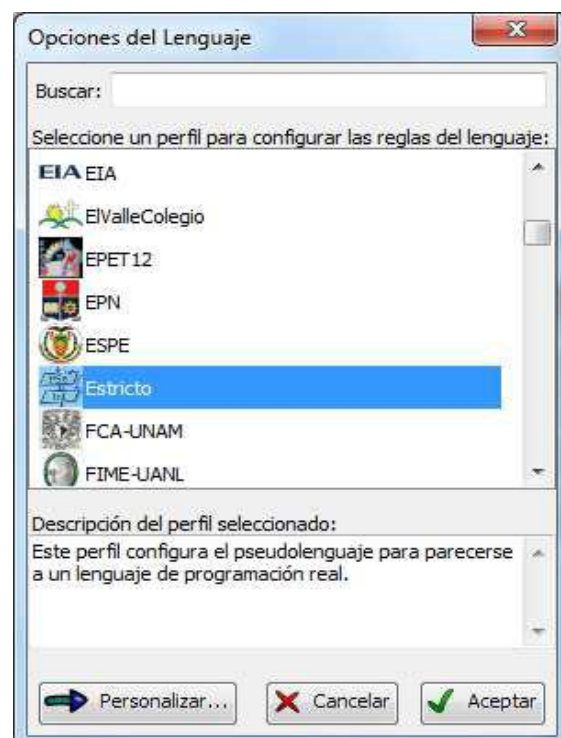 Opciones del Lenguaje
Buscar:
Seleccione un perfil para configurar las reglas del lenguaje:
EIA EIA
ElValleColegio
EPET12
EPN
ESPE
Estricto
FCA-UNAM
FIME-UANL
Descripción del perfil seleccionado:
Este perfil configura el pseudolenguaje para parecerse
a un lenguaje de programación real.
Personalizar... Cancelar Aceptar